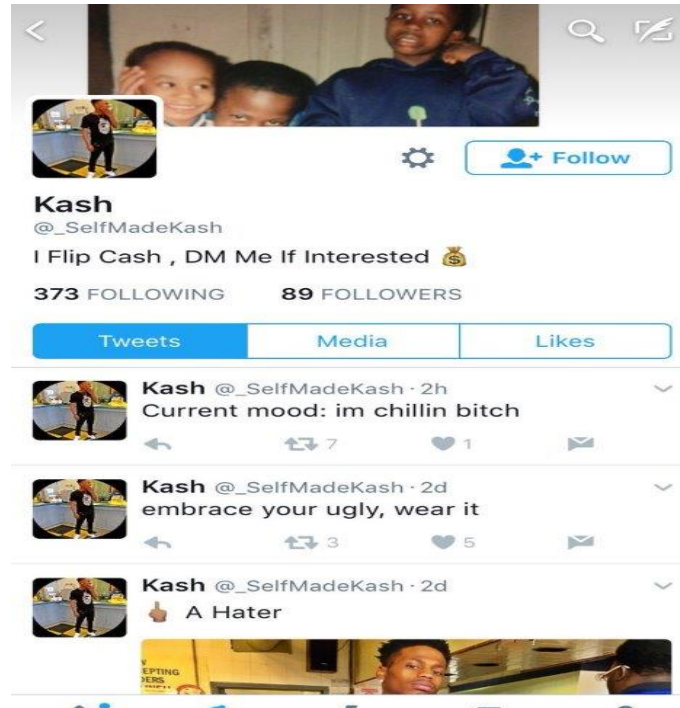 Follow
Kash
@_SelfMadeKash
I Flip Cash , DM Me If Interested 💰
373 FOLLOWING 89 FOLLOWERS
Tweets Media Likes
Kash @_SelfMadeKash · 2h
Current mood: im chillin bitch
7 1
Kash @_SelfMadeKash · 2d
embrace your ugly, wear it
3 5
Kash @_SelfMadeKash · 2d
🖕🏽 A Hater